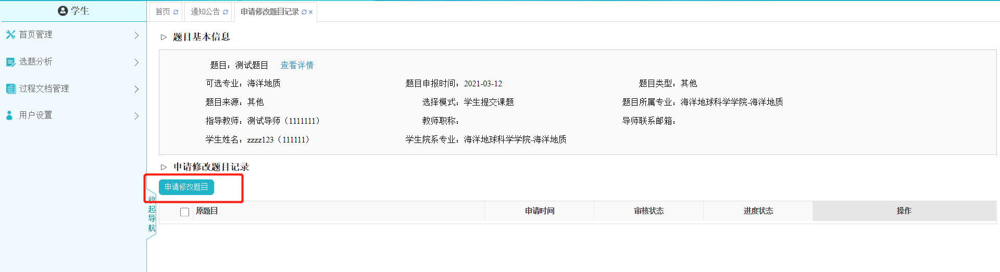 学生
首页管理
选题分析
过程文档管理
用户设置
收起导航
首页 通知公告 申请修改题目记录
题目基本信息
题目：测试题目 查看详情
可选专业：海洋地质 题目申报时间：2021-03-12 题目类型：其他
题目来源：其他 选择模式：学生提交课题 题目所属专业：海洋地球科学学院-海洋地质
指导教师：测试导师（1111111） 教师职称： 导师联系邮箱：
学生姓名：zzzz123（111111） 学生院系专业：海洋地球科学学院-海洋地质
申请修改题目记录
申请修改题目
原题目 申请时间 审核状态 进度状态 操作